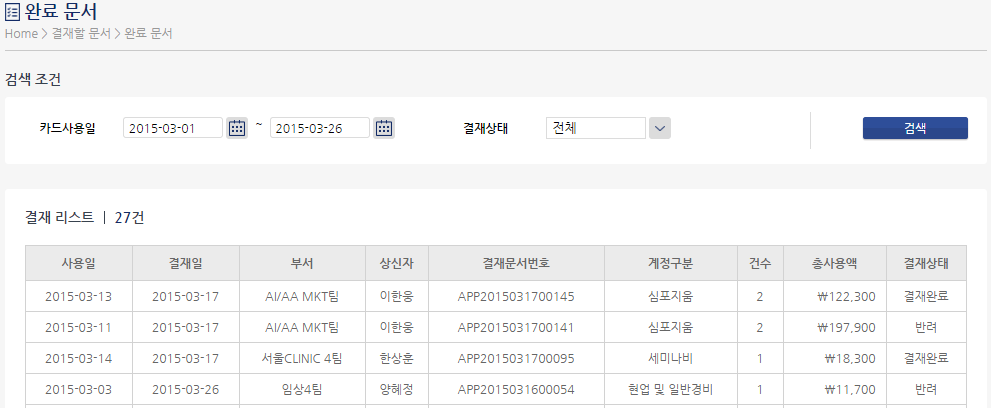 완료 문서
Home > 결재할 문서 > 완료 문서
검색 조건
카드사용일 2015-03-01 ~ 2015-03-26 결재상태 전체 검색
결재 리스트 | 27건
사용일 결재일 부서 상신자 결재문서번호 계정구분 건수 총사용액 결재상태
2015-03-13 2015-03-17 AI/AA MKT팀 이한웅 APP2015031700145 심포지움 2 ₩122,300 결재완료
2015-03-11 2015-03-17 AI/AA MKT팀 이한웅 APP2015031700141 심포지움 2 ₩197,900 반려
2015-03-14 2015-03-17 서울CLINIC 4팀 한상훈 APP2015031700095 세미나비 1 ₩18,300 결재완료
2015-03-03 2015-03-26 임상4팀 양혜정 APP2015031600054 현업 및 일반경비 1 ₩11,700 반려